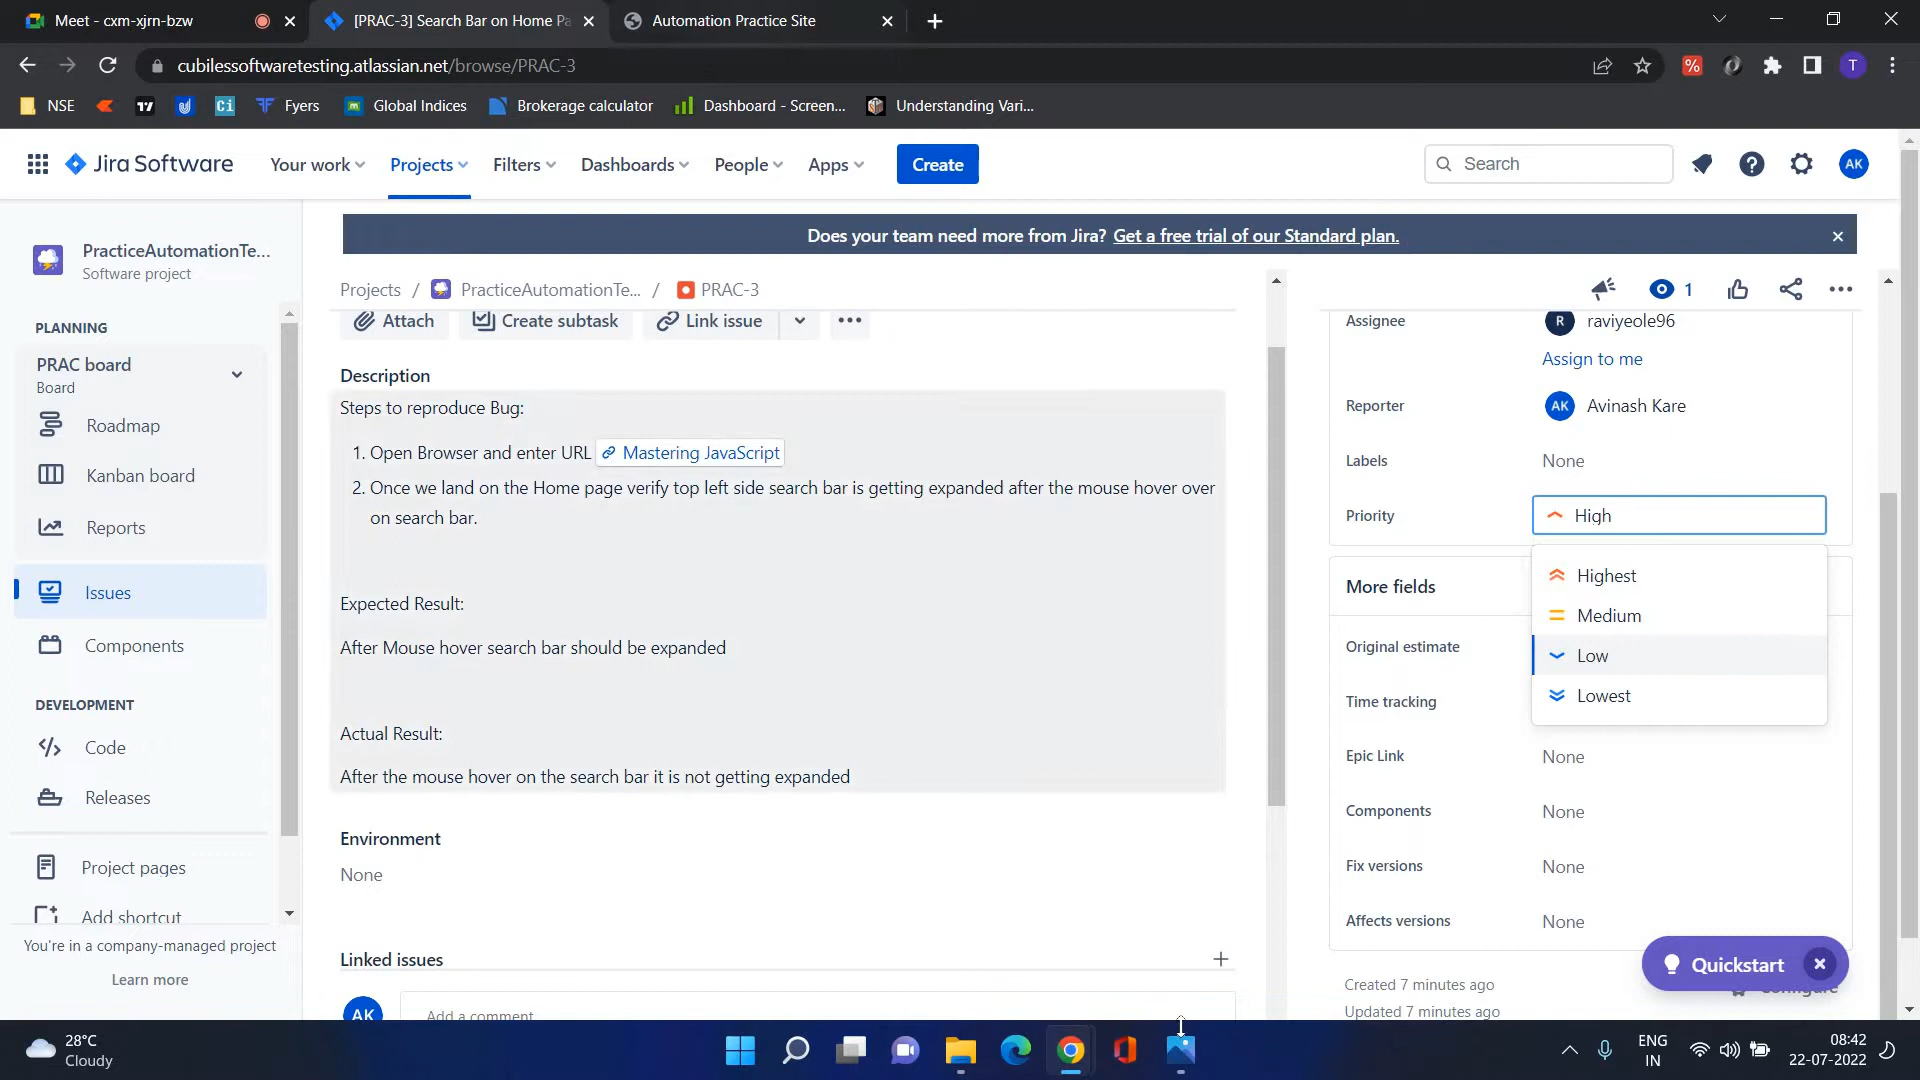 Meet - cxm-xjrn-bzw
[PRAC-3] Search Bar on Home Pa
Automation Practice Site
cubilessoftwaretesting.atlassian.net/browse/PRAC-3
T
NSE
Ci
Fyers
Global Indices
Brokerage calculator
Dashboard - Screen...
Understanding Vari...
Jira Software
Your work
Projects
Filters
Dashboards
People
Apps
Create
Search
AK
Does your team need more from Jira? Get a free trial of our Standard plan.
PracticeAutomationTe...
Software project
PLANNING
PRAC board
Board
Roadmap
Kanban board
Reports
Issues
Components
DEVELOPMENT
Code
Releases
Project pages
Add shortcut
You're in a company-managed project
Learn more
Projects / PracticeAutomationTe... / PRAC-3
1
Attach
Create subtask
Link issue
Description
Steps to reproduce Bug:
1. Open Browser and enter URL Mastering JavaScript
2. Once we land on the Home page verify top left side search bar is getting expanded after the mouse hover over
on search bar.
Expected Result:
After Mouse hover search bar should be expanded
Actual Result:
After the mouse hover on the search bar it is not getting expanded
Environment
None
Linked issues
AK
Add a comment
Assignee
R raviyeole96
Assign to me
Reporter
AK Avinash Kare
Labels
None
Priority
High
Highest
Medium
Low
Lowest
More fields
Original estimate
Time tracking
Epic Link
None
Components
None
Fix versions
None
Affects versions
None
Quickstart
Configure
Created 7 minutes ago
Updated 7 minutes ago
28°C
Cloudy
ENG
IN
08:42
22-07-2022